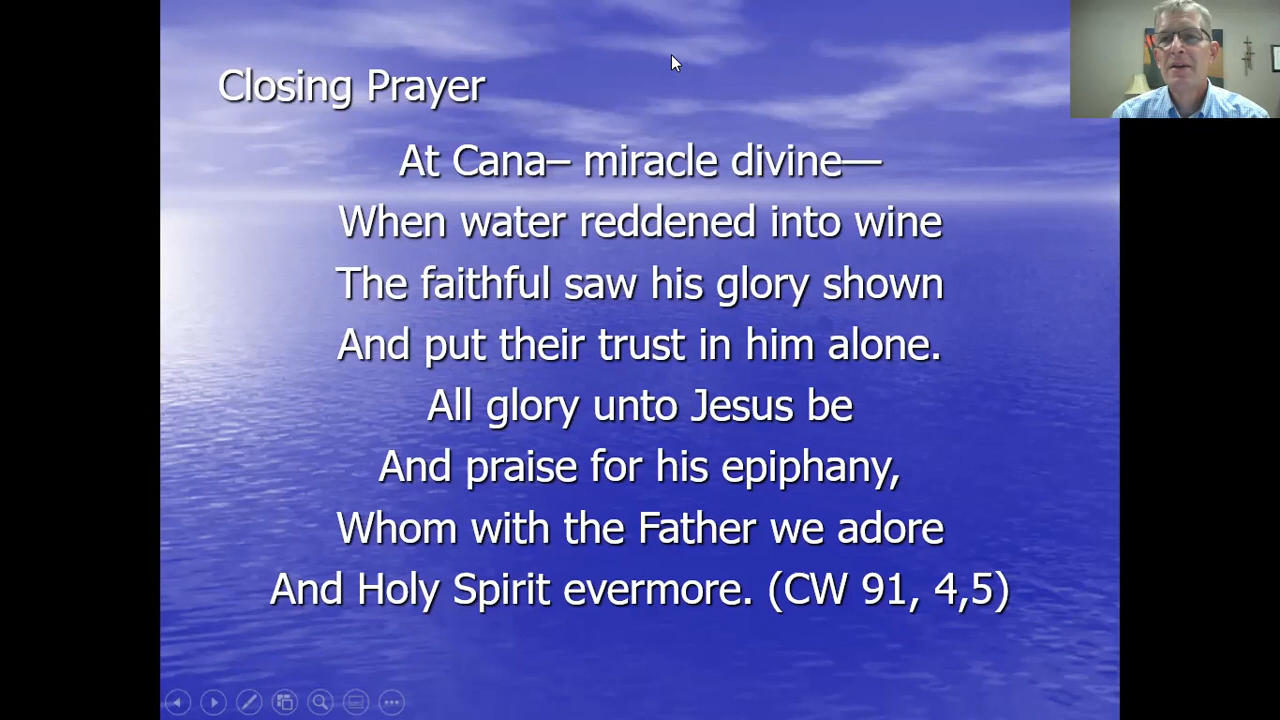 Closing Prayer
At Cana– miracle divine—
When water reddened into wine
The faithful saw his glory shown
And put their trust in him alone.
All glory unto Jesus be
And praise for his epiphany,
Whom with the Father we adore
And Holy Spirit evermore. (CW 91, 4,5)